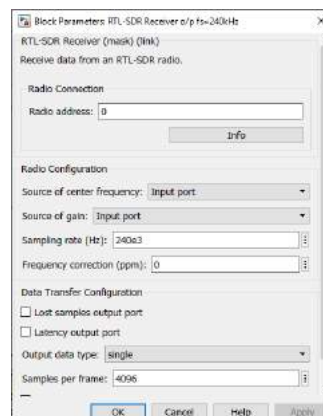 Block Parameters: RTL-SDR Receiver o/p fs=240kHz
RTL-SDR Receiver (mask) (link)
Receive data from an RTL-SDR radio.
Radio Connection
Radio address: 0
Info
Radio Configuration
Source of center frequency: Input port
Source of gain: Input port
Sampling rate (Hz): 240e3
Frequency correction (ppm): 0
Data Transfer Configuration
Lost samples output port
Latency output port
Output data type: single
Samples per frame: 4096
OK Cancel Help Apply